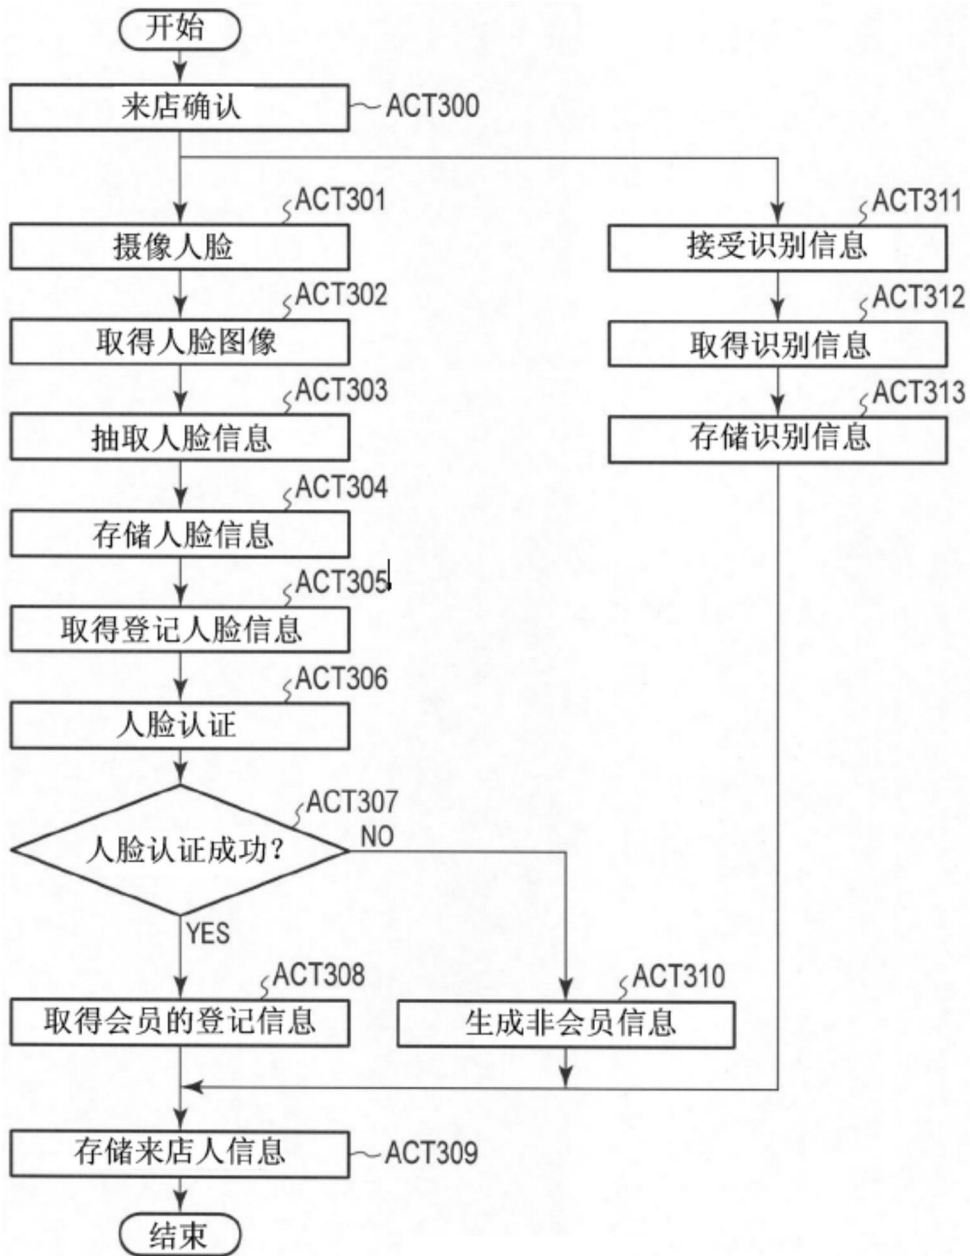 开始
来店确认
ACT300
ACT301
摄像人脸
ACT302
取得人脸图像
ACT303
抽取人脸信息
ACT304
存储人脸信息
ACT305
取得登记人脸信息
ACT306
人脸认证
ACT307
人脸认证成功?
NO
YES
ACT308
取得会员的登记信息
ACT310
生成非会员信息
ACT311
接受识别信息
ACT312
取得识别信息
ACT313
存储识别信息
存储来店人信息
ACT309
结束